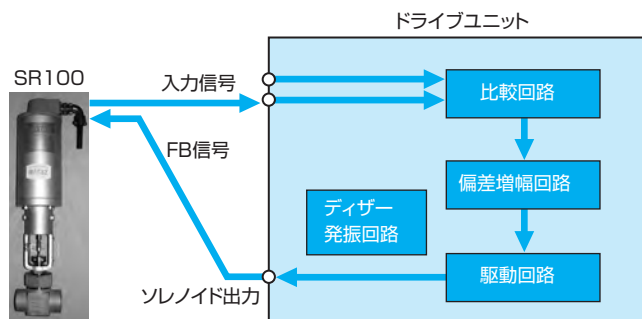 ドライブユニット
SR100
入力信号
比較回路
FB信号
偏差増幅回路
ディザー
発振回路
駆動回路
ソレノイド出力